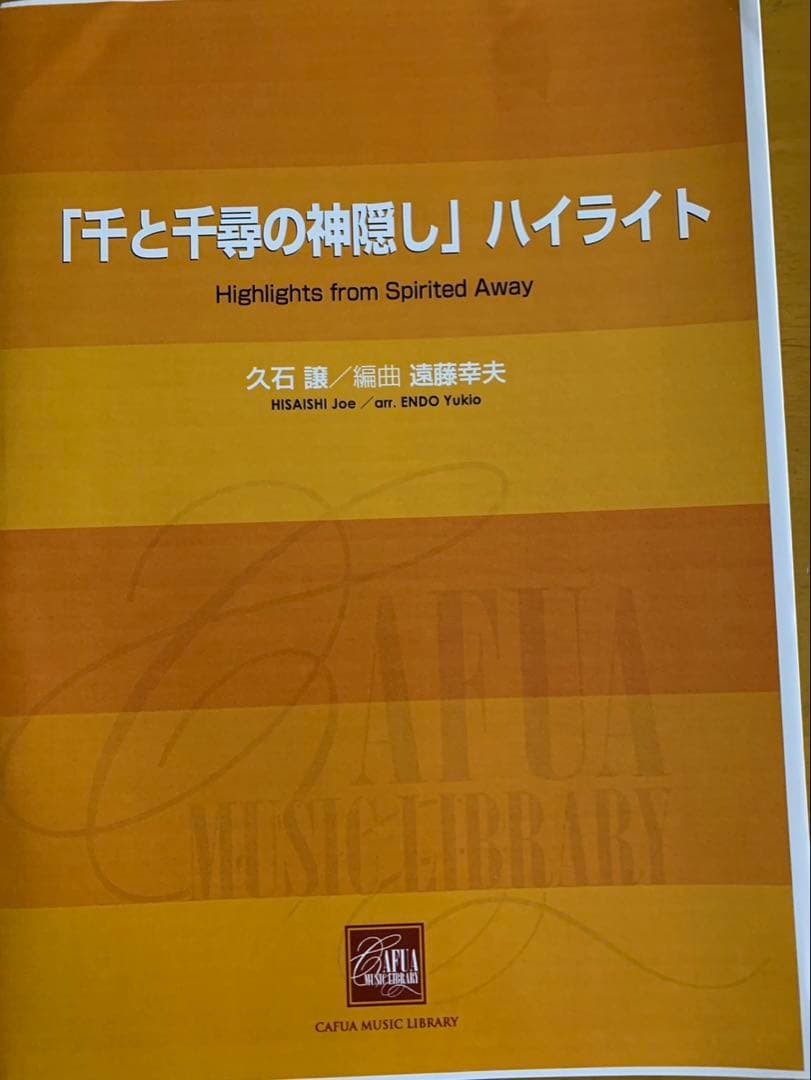 「千と千尋の神隠し」ハイライト
Highlights from Spirited Away
久石 譲／編曲 遠藤幸夫
HISAISHI Joe ／arr. ENDO Yukio
CAFUA
MUSIC LIBRARY
CAFUA
MUSIC LIBRARY
CAFUA MUSIC LIBRARY